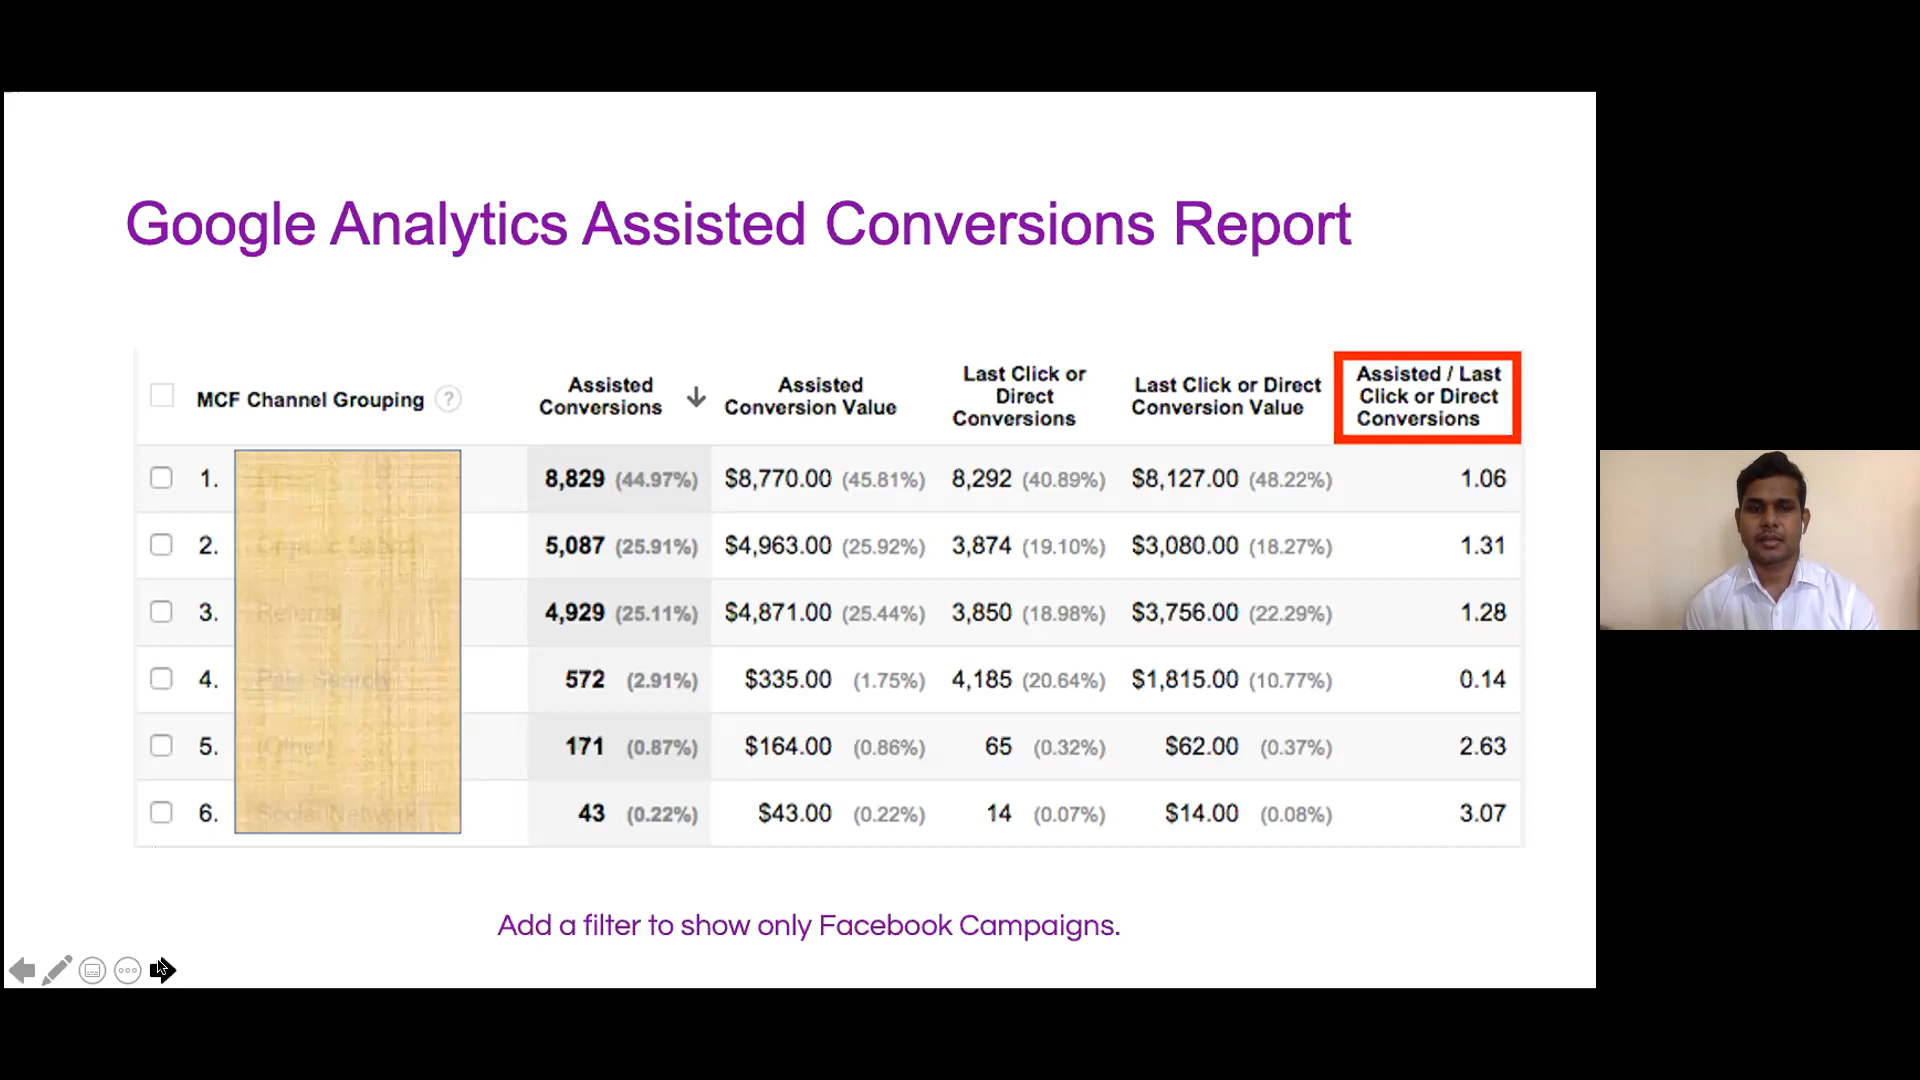 Google Analytics Assisted Conversions Report
MCF Channel Grouping ? Assisted Conversions Assisted Conversion Value Last Click or Direct Conversions Last Click or Direct Conversion Value Assisted / Last Click or Direct Conversions
1. 8,829 (44.97%) $8,770.00 (45.81%) 8,292 (40.89%) $8,127.00 (48.22%) 1.06
2. Organic Search 5,087 (25.91%) $4,963.00 (25.92%) 3,874 (19.10%) $3,080.00 (18.27%) 1.31
3. Referral 4,929 (25.11%) $4,871.00 (25.44%) 3,850 (18.98%) $3,756.00 (22.29%) 1.28
4. Paid Search 572 (2.91%) $335.00 (1.75%) 4,185 (20.64%) $1,815.00 (10.77%) 0.14
5. (Other) 171 (0.87%) $164.00 (0.86%) 65 (0.32%) $62.00 (0.37%) 2.63
6. Social Network 43 (0.22%) $43.00 (0.22%) 14 (0.07%) $14.00 (0.08%) 3.07
Add a filter to show only Facebook Campaigns.